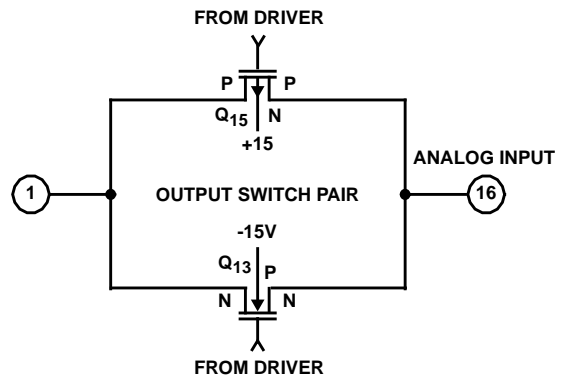 FROM DRIVER
P P
Q15 N
+15
ANALOG INPUT
1 OUTPUT SWITCH PAIR 16
-15V
Q13 P
N N
FROM DRIVER